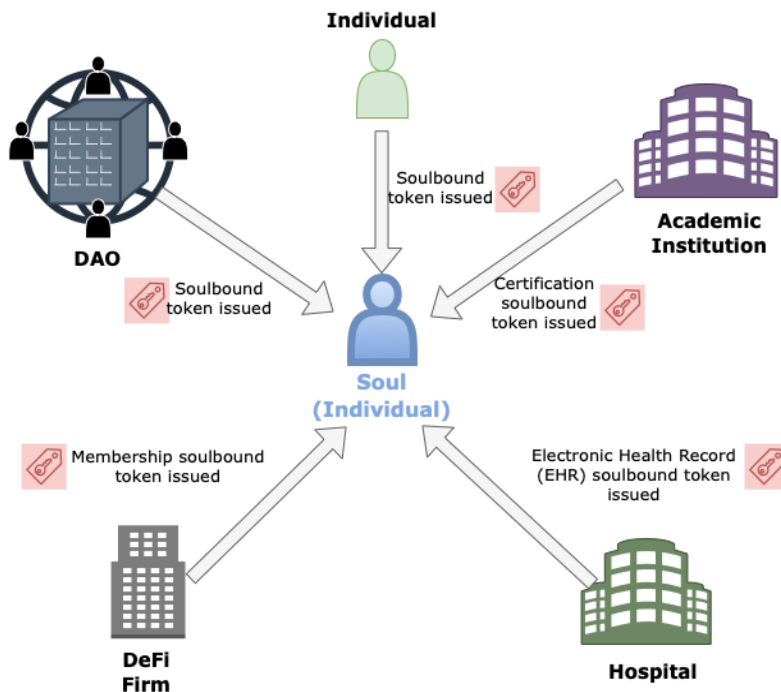 Individual
Soulbound
token issued
DAO
Academic
Institution
Soulbound
token issued
Certification
soulbound
token issued
Soul
(Individual)
Membership soulbound
token issued
Electronic Health Record
(EHR) soulbound token
issued
DeFi
Firm
Hospital